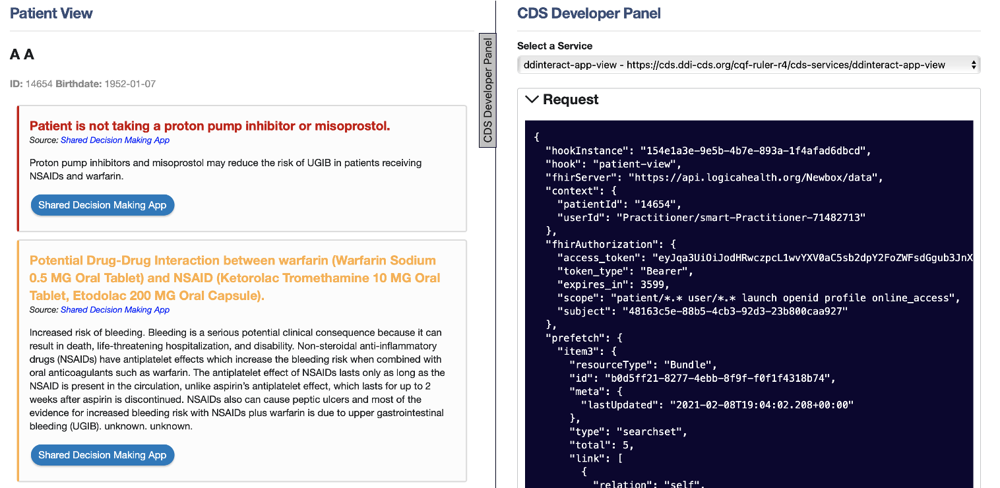 Patient View
A A
ID: 14654 Birthdate: 1952-01-07
Patient is not taking a proton pump inhibitor or misoprostol.
Source: Shared Decision Making App
Proton pump inhibitors and misoprostol may reduce the risk of UGIB in patients receiving
NSAIDs and warfarin.
Shared Decision Making App
Potential Drug-Drug Interaction between warfarin (Warfarin Sodium
0.5 MG Oral Tablet) and NSAID (Ketorolac Tromethamine 10 MG Oral
Tablet, Etodolac 200 MG Oral Capsule).
Source: Shared Decision Making App
Increased risk of bleeding. Bleeding is a serious potential clinical consequence because it can
result in death, life-threatening hospitalization, and disability. Non-steroidal anti-inflammatory
drugs (NSAIDs) have antiplatelet effects which increase the bleeding risk when combined with
oral anticoagulants such as warfarin. The antiplatelet effect of NSAIDs lasts only as long as the
NSAID is present in the circulation, unlike aspirin’s antiplatelet effect, which lasts for up to 2
weeks after aspirin is discontinued. NSAIDs also can cause peptic ulcers and most of the
evidence for increased bleeding risk with NSAIDs plus warfarin is due to upper gastrointestinal
bleeding (UGIB). unknown. unknown.
Shared Decision Making App
CDS Developer Panel
CDS Developer Panel
Select a Service
ddinteract-app-view - https://cds.ddi-cds.org/cqf-ruler-r4/cds-services/ddinteract-app-view
Request
{
"hookInstance": "154e1a3e-9e5b-4b7e-893a-1f4afad6dbcd",
"hook": "patient-view",
"fhirServer": "https://api.logicahealth.org/Newbox/data",
"context": {
"patientId": "14654",
"userId": "Practitioner/smart-Practitioner-71482713"
},
"fhirAuthorization": {
"access_token": "eyJqa3UiOiJodHRwczpcL1wvYXV0aC5sb2dpY2FoZWFsdGgub3JnX
"token_type": "Bearer",
"expires_in": 3599,
"scope": "patient/*.* user/*.* launch openid profile online_access",
"subject": "48163c5e-88b5-4cb3-92d3-23b800caa927"
},
"prefetch": {
"item3": {
"resourceType": "Bundle",
"id": "b0d5ff21-8277-4ebb-8f9f-f0f1f4318b74",
"meta": {
"lastUpdated": "2021-02-08T19:04:02.208+00:00"
},
"type": "searchset",
"total": 5,
"link": [
{
"relation": "self",